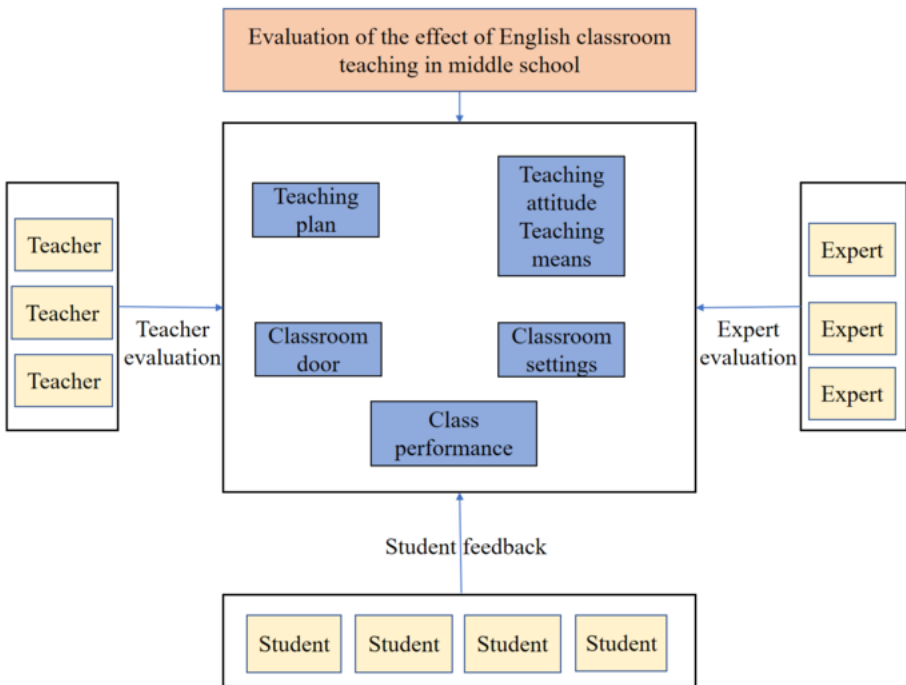 Evaluation of the effect of English classroom
teaching in middle school
Teaching
plan
Teaching
attitude
Teaching
means
Teacher
Teacher
Teacher
Teacher
evaluation
Classroom
door
Classroom
settings
Class
performance
Expert
evaluation
Expert
Expert
Expert
Student feedback
Student
Student
Student
Student